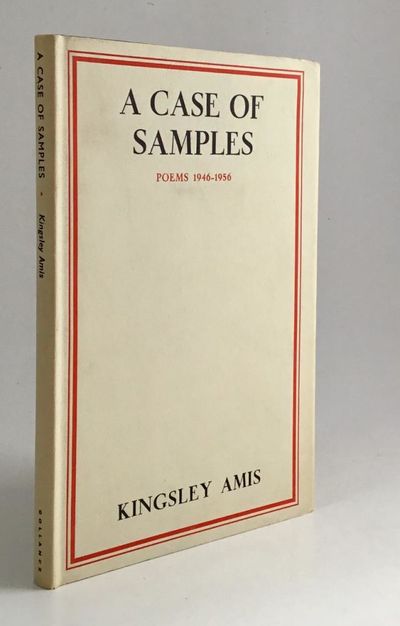 A CASE OF
SAMPLES
POEMS 1946-1956
KINGSLEY AMIS
A CASE OF SAMPLES * Kingsley Amis
GOLLANCZ